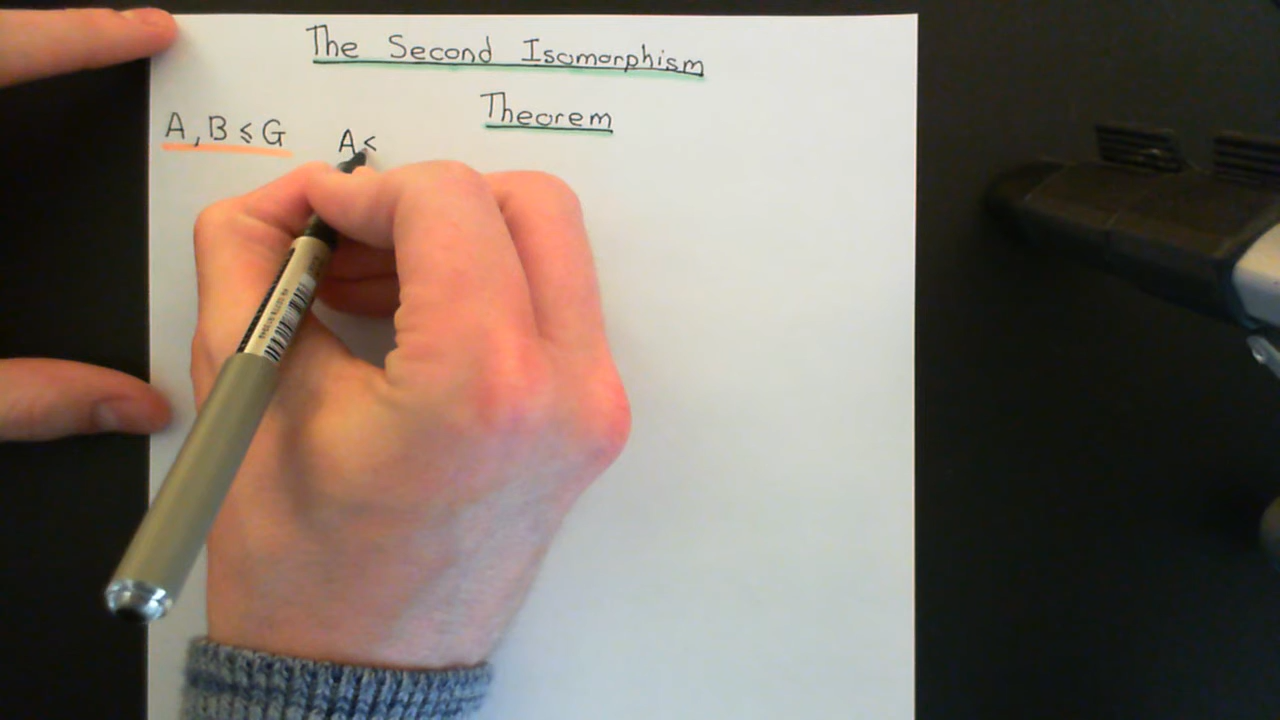 The Second Isomorphism
Theorem
A, B ⩽ G A <